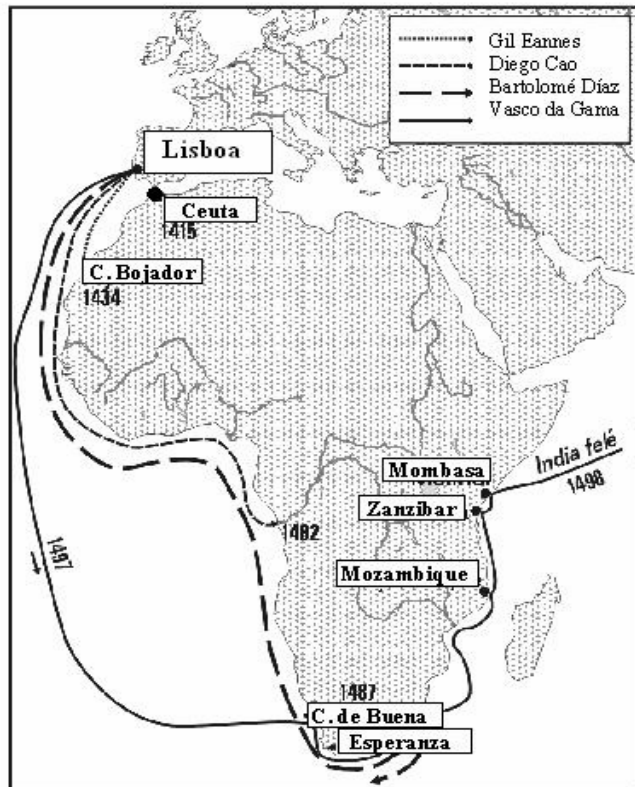 Gil Eannes
Diego Cao
Bartolomé Díaz
Vasco da Gama
Lisboa
Ceuta
1415
C. Bojador
1434
India felé
1498
Mombasa
Zanzibar
1482
1497
Mozambique
1487
C. de Buena
Esperanza